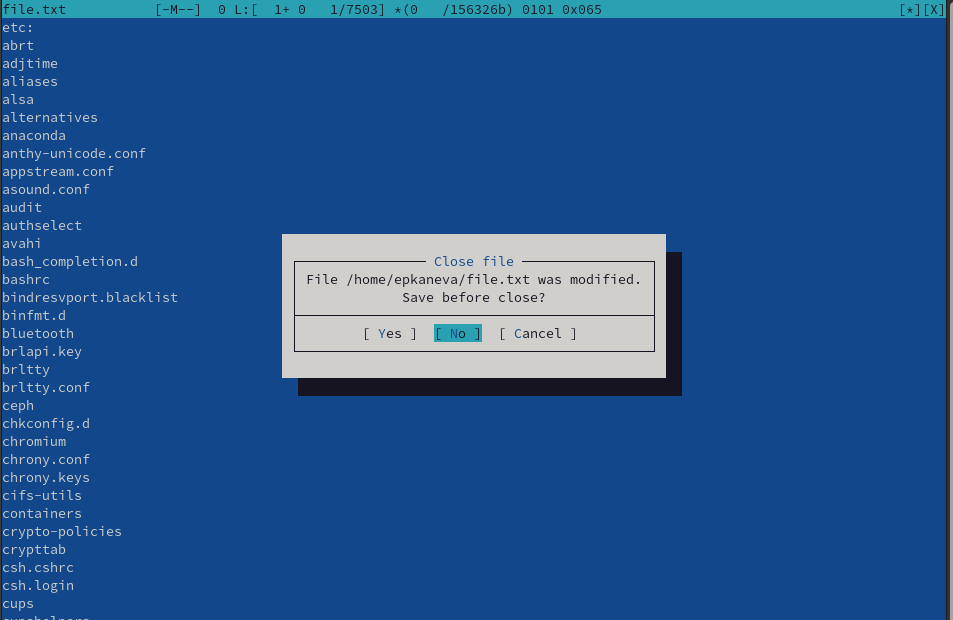 file.txt [-M--] 0 L:[ 1+ 0 1/7503] *(0 /156326b) 0101 0x065 [*][X]
etc:
abrt
adjtime
aliases
alsa
alternatives
anaconda
anthy-unicode.conf
appstream.conf
asound.conf
audit
authselect
avahi
bash_completion.d
bashrc
bindresvport.blacklist
binfmt.d
bluetooth
brlapi.key
brltty
brltty.conf
ceph
chkconfig.d
chromium
chrony.conf
chrony.keys
cifs-utils
containers
crypto-policies
crypttab
csh.cshrc
csh.login
cups
Close file
File /home/epkaneva/file.txt was modified.
Save before close?
[ Yes ] [ No ] [ Cancel ]